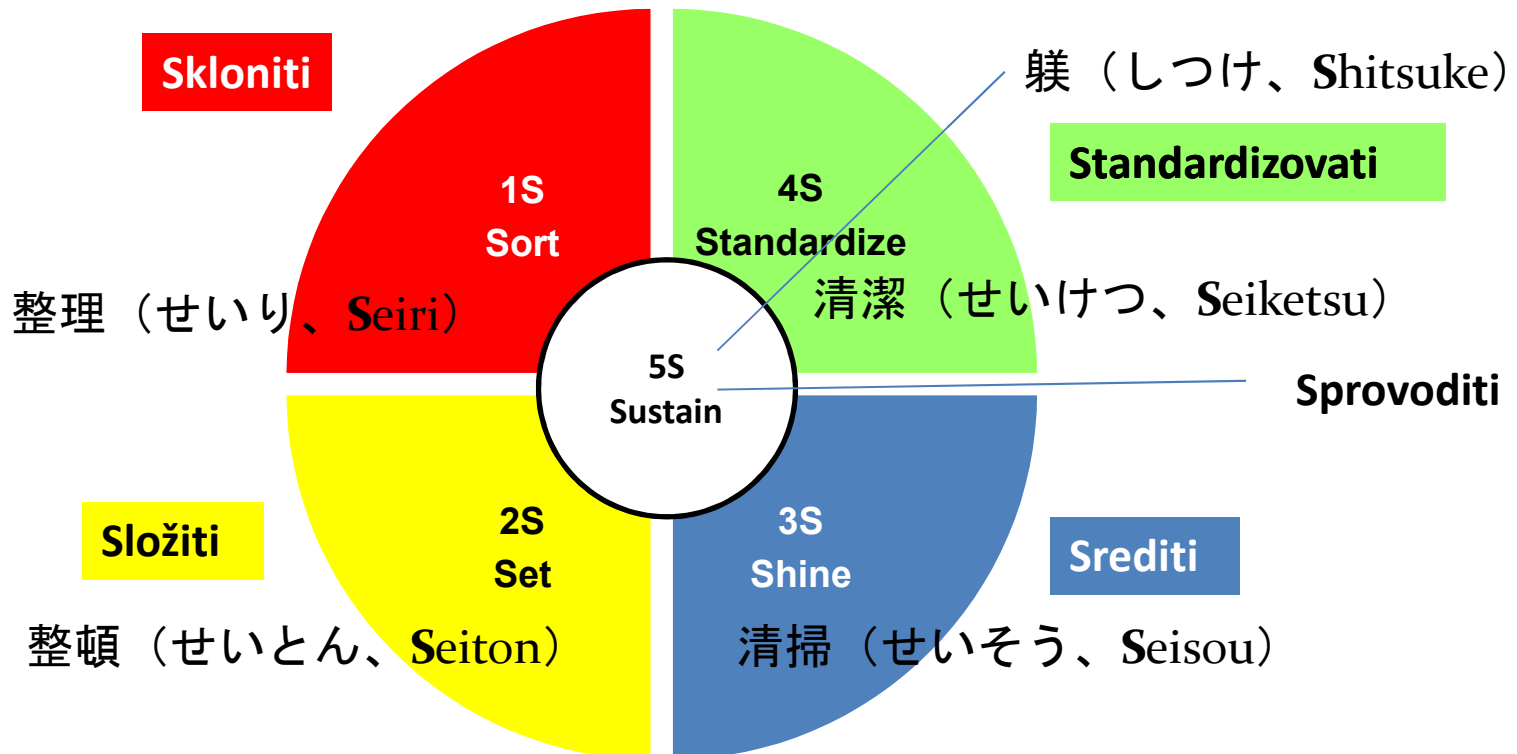 Skloniti
躾（しつけ、Shitsuke）
Standardizovati
1S
Sort
4S
Standardize
整理（せいり、Seiri）
清潔（せいけつ、Seiketsu）
5S
Sustain
Sprovoditi
Složiti
2S
Set
3S
Shine
Srediti
整頓（せいとん、Seiton）
清掃（せいそう、Seisou）